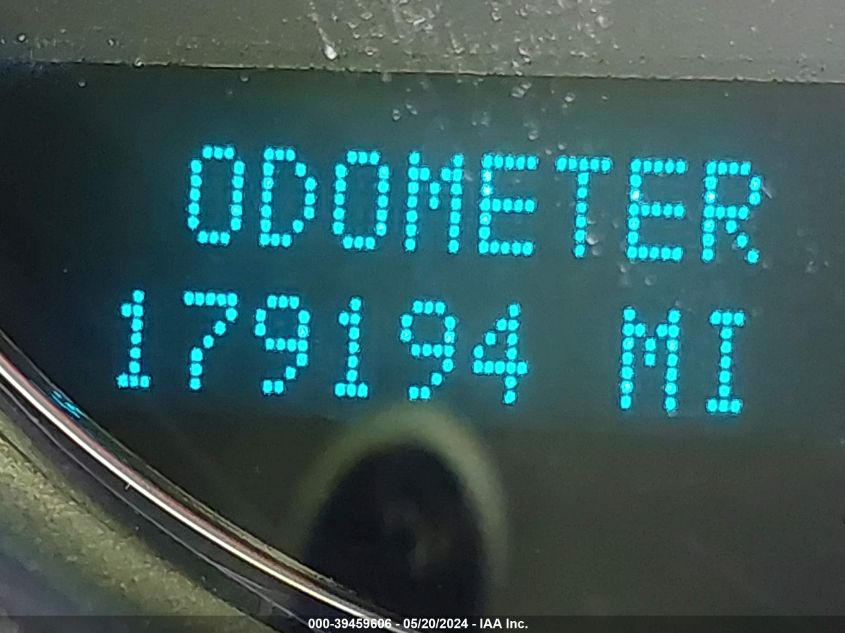 ODOMETER
179194 MI
000-39459606 - 05/20/2024 - IAA Inc.